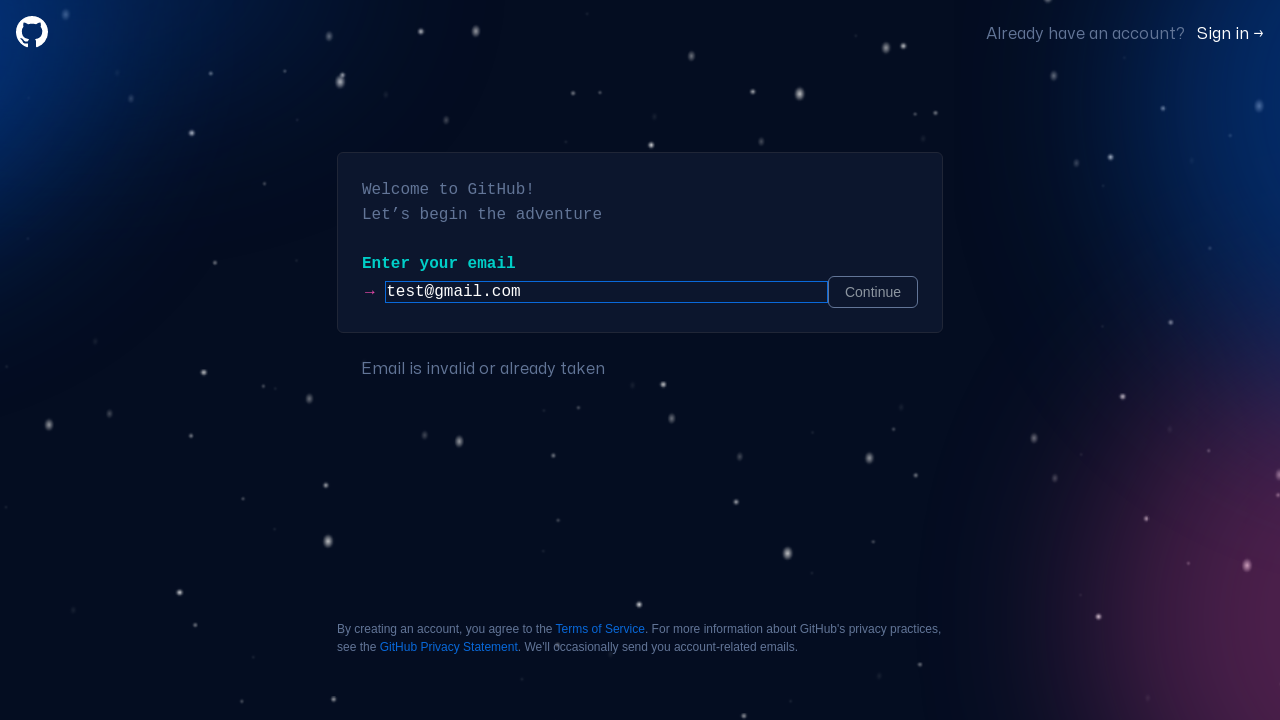 Already have an account? Sign in →
Welcome to GitHub!
Let’s begin the adventure
Enter your email
→ test@gmail.com Continue
Email is invalid or already taken
By creating an account, you agree to the Terms of Service. For more information about GitHub's privacy practices,
see the GitHub Privacy Statement. We'll occasionally send you account-related emails.